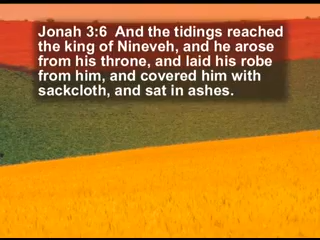 Jonah 3:6  And the tidings reached
the king of Nineveh, and he arose
from his throne, and laid his robe
from him, and covered him with
sackcloth, and sat in ashes.